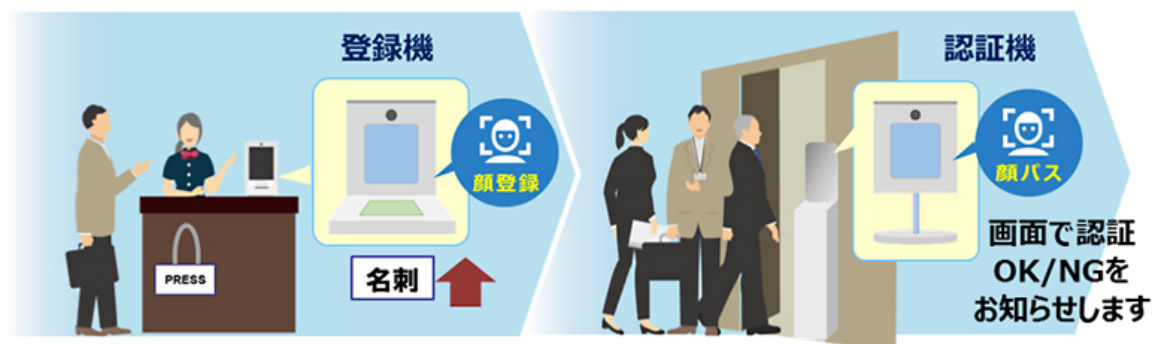 登録機
顔登録
PRESS
名刺
認証機
顔パス
画面で認証
OK/NGを
お知らせします